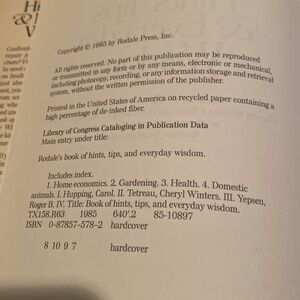 Hi
&
V
Copyright © 1985 by Rodale Press, Inc.
All rights reserved. No part of this publication may be reproduced
or transmitted in any form or by any means, electronic or mechanical,
including photocopy, recording, or any information storage and retrieval
system, without the written permission of the publisher.
Printed in the United States of America on recycled paper containing a
high percentage of de-inked fiber.
Library of Congress Cataloging in Publication Data
Main entry under title:
Rodale's book of hints, tips, and everyday wisdom.
Includes index.
1. Home economics. 2. Gardening. 3. Health. 4. Domestic
animals. I. Hupping, Carol. II. Tetreau, Cheryl Winters. III. Yepsen,
Roger B. IV. Title: Book of hints, tips, and everyday wisdom.
TX158.R63 1985 640'.2 85-10897
ISBN 0-87857-578-2 hardcover
8 10 9 7 hardcover